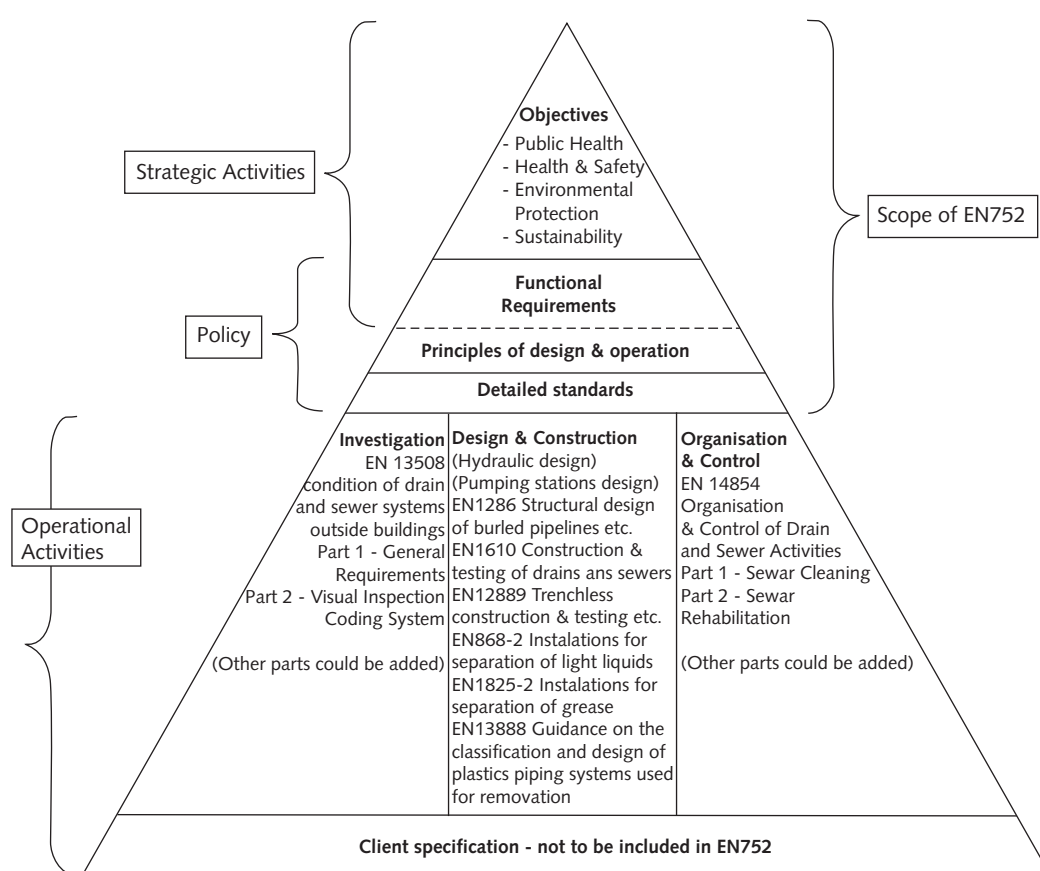 Objectives
- Public Health
- Health & Safety
- Environmental
Protection
- Sustainability
Strategic Activities
Scope of EN752
Functional
Requirements
Policy
Principles of design & operation
Detailed standards
Operational
Activities
Investigation
EN 13508
condition of drain
and sewer systems
outside buildings
Part 1 - General
Requirements
Part 2 - Visual Inspection
Coding System
(Other parts could be added)
Design & Construction
(Hydraulic design)
(Pumping stations design)
EN1286 Structural design
of burled pipelines etc.
EN1610 Construction &
testing of drains ans sewers
EN12889 Trenchless
construction & testing etc.
EN868-2 Instalations for
separation of light liquids
EN1825-2 Instalations for
separation of grease
EN13888 Guidance on the
classification and design of
plastics piping systems used
for removation
Organisation
& Control
EN 14854
Organisation
& Control of Drain
and Sewer Activities
Part 1 - Sewar Cleaning
Part 2 - Sewar
Rehabilitation
(Other parts could be added)
Client specification - not to be included in EN752